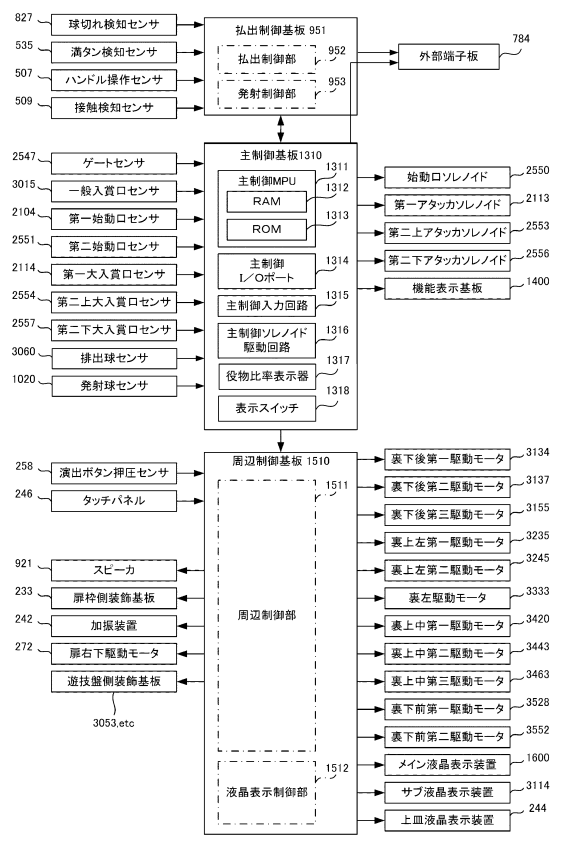 827
球切れ検知センサ
535
満タン検知センサ
507
ハンドル操作センサ
509
接触検知センサ
払出制御基板 951
払出制御部
952
発射制御部
953
外部端子板
784
2547
ゲートセンサ
3015
一般入賞口センサ
2104
第一始動口センサ
2551
第二始動口センサ
2114
第一大入賞口センサ
2554
第二上大入賞口センサ
2557
第二下大入賞口センサ
3060
排出球センサ
1020
発射球センサ
主制御基板1310
主制御MPU
1311
RAM
1312
ROM
1313
主制御
I/Oポート
1314
主制御入力回路
1315
主制御ソレノイド
駆動回路
1316
役物比率表示器
1317
表示スイッチ
1318
始動口ソレノイド
2550
第一アタッカソレノイド
2113
第二上アタッカソレノイド
2553
第二下アタッカソレノイド
2556
機能表示基板
1400
258
演出ボタン押圧センサ
246
タッチパネル
921
スピーカ
233
扉枠側装飾基板
242
加振装置
272
扉右下駆動モータ
遊技盤側装飾基板
3053,etc
周辺制御基板 1510
周辺制御部
1511
液晶表示制御部
1512
裏下後第一駆動モータ
3134
裏下後第二駆動モータ
3137
裏下後第三駆動モータ
3155
裏上左第一駆動モータ
3235
裏上左第二駆動モータ
3245
裏左駆動モータ
3333
裏上中第一駆動モータ
3420
裏上中第二駆動モータ
3443
裏上中第三駆動モータ
3463
裏下前第一駆動モータ
3528
裏下前第二駆動モータ
3552
メイン液晶表示装置
1600
サブ液晶表示装置
3114
上皿液晶表示装置
244